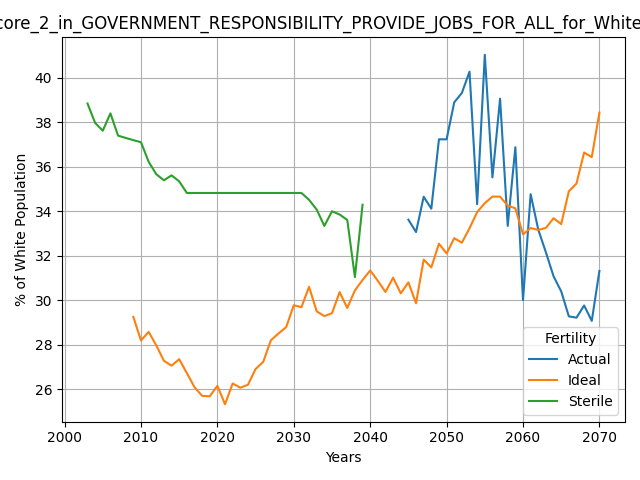 core_2_in_GOVERNMENT_RESPONSIBILITY_PROVIDE_JOBS_FOR_ALL_for_White
% of White Population
40
38
36
34
32
30
28
26
2000
2010
2020
2030
2040
2050
2060
2070
Years
Fertility
Actual
Ideal
Sterile